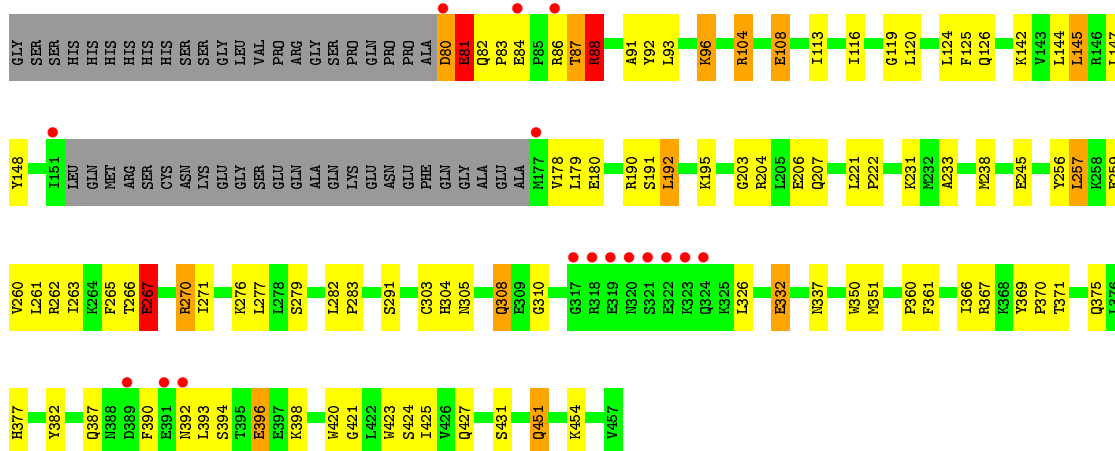 GLY SER SER HIS HIS HIS HIS HIS HIS SER SER GLY LEU VAL PRO ARG GLY SER PRO GLN PRO PRO ALA D80 E81 Q82 P83 E84 P85 R86 T87 R88 A91 Y92 L93 K96 R104 E108 I113 I116 G119 L120 L124 F125 Q126 K142 V143 L144 L145 R146 L147
Y148 I151 LEU GLN MET ARG SER CYS ASN LYS GLU GLY SER GLU GLN ALA GLN LYS GLU ASN GLU PHE GLN GLY ALA GLU ALA M177 V178 L179 E180 R190 S191 L192 K195 G203 R204 L205 E206 Q207 L221 P222 K231 M232 A233 M238 E245 Y256 L257 K258 E259
V260 L261 R262 I263 K264 F265 T266 E267 R270 I271 K276 L277 L278 S279 L282 P283 S291 C303 H304 N305 Q308 E309 G310 G317 R318 E319 N320 S321 E322 K323 Q324 K325 L326 E332 N337 W350 M351 P360 F361 I366 R367 K368 Y369 P370 T371 Q375 L376
H377 Y382 Q387 N388 D389 F390 E391 N392 L393 S394 T395 E396 E397 K398 W420 G421 L422 W423 S424 I425 V426 Q427 S431 Q451 K454 V457